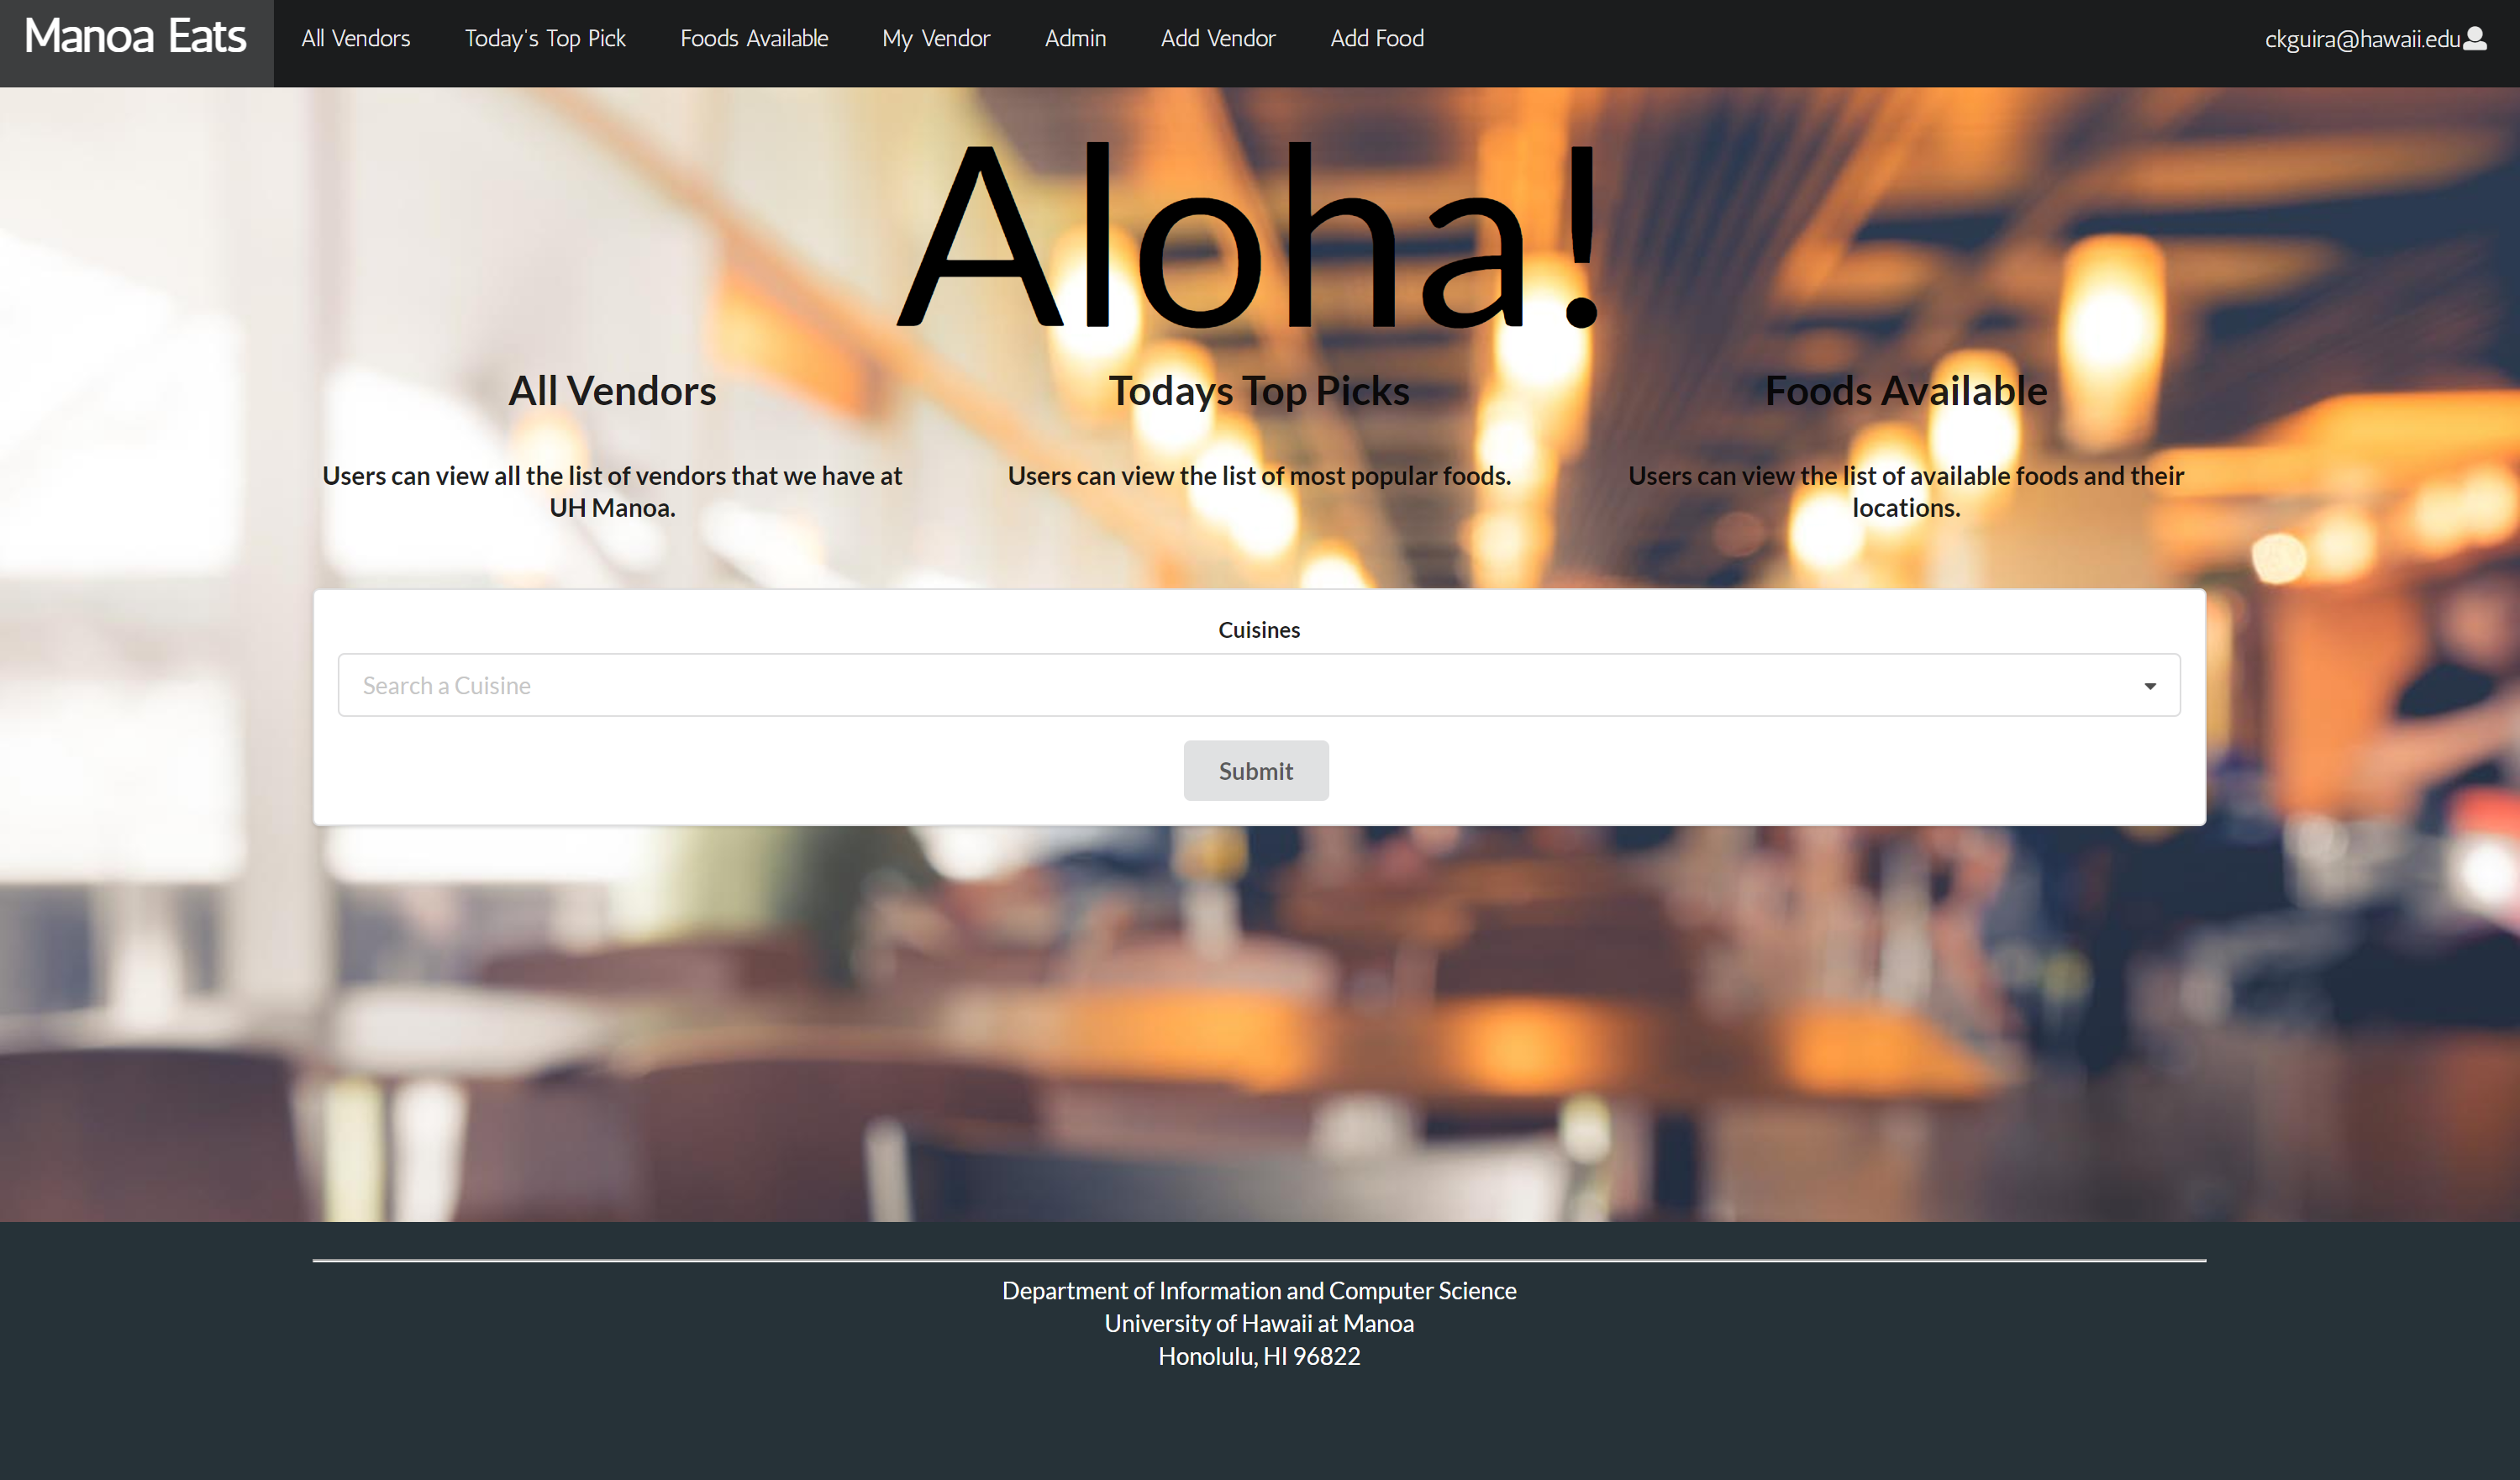 Manoa Eats
All Vendors
Today's Top Pick
Foods Available
My Vendor
Admin
Add Vendor
Add Food
ckguira@hawaii.edu
Aloha!
All Vendors
Users can view all the list of vendors that we have at
UH Manoa.
Todays Top Picks
Users can view the list of most popular foods.
Foods Available
Users can view the list of available foods and their
locations.
Cuisines
Search a Cuisine
Submit
Department of Information and Computer Science
University of Hawaii at Manoa
Honolulu, HI 96822